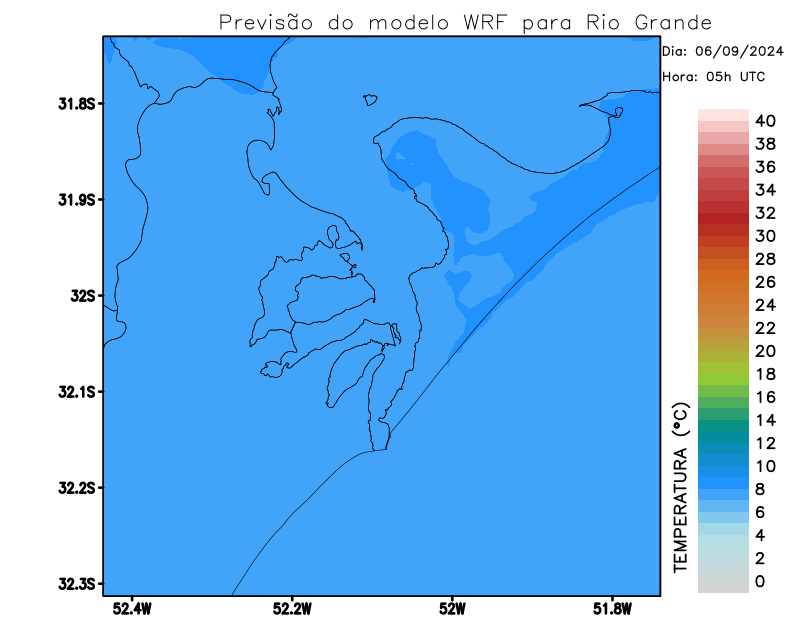 Previsão do modelo WRF para Rio Grande
Dia: 06/09/2024
Hora: 05h UTC
31.8S
31.9S
32S
32.1S
32.2S
32.3S
52.4W
52.2W
52W
51.8W
TEMPERATURA (°C)
40
38
36
34
32
30
28
26
24
22
20
18
16
14
12
10
8
6
4
2
0